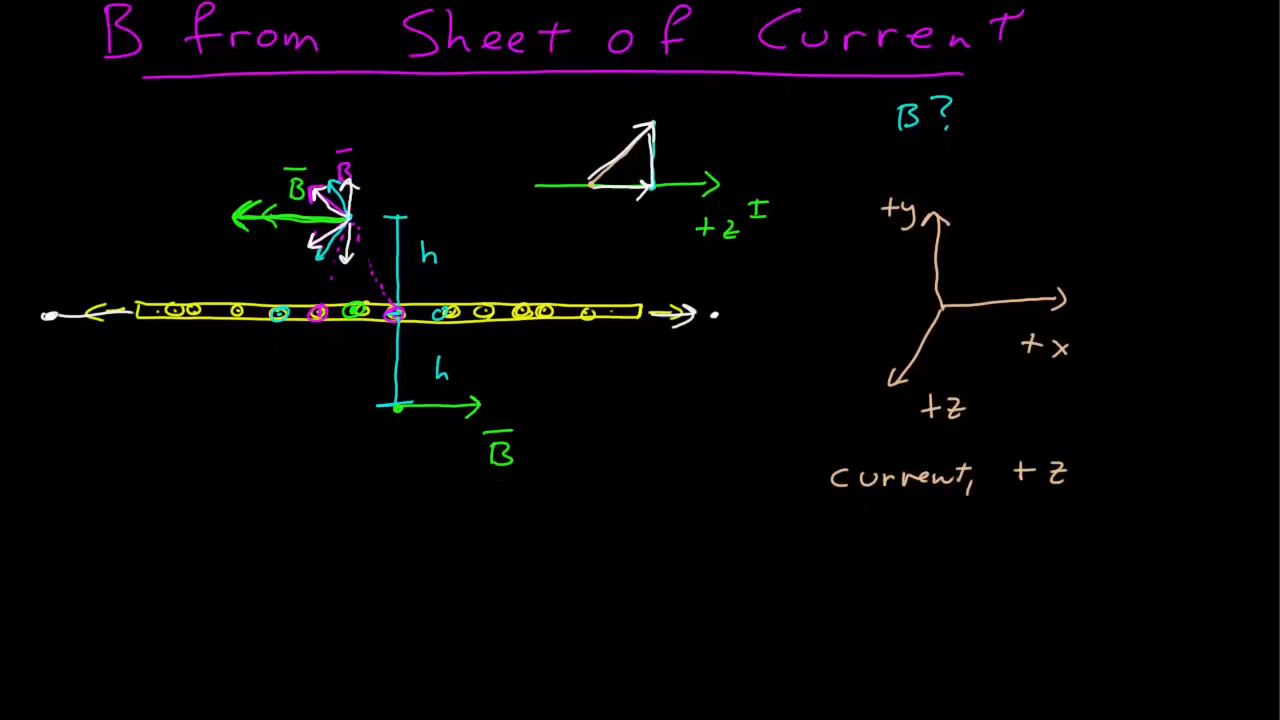 B from Sheet of Current
B?
B
B
I
+z
+y
h
+x
h
+z
B
current, +z